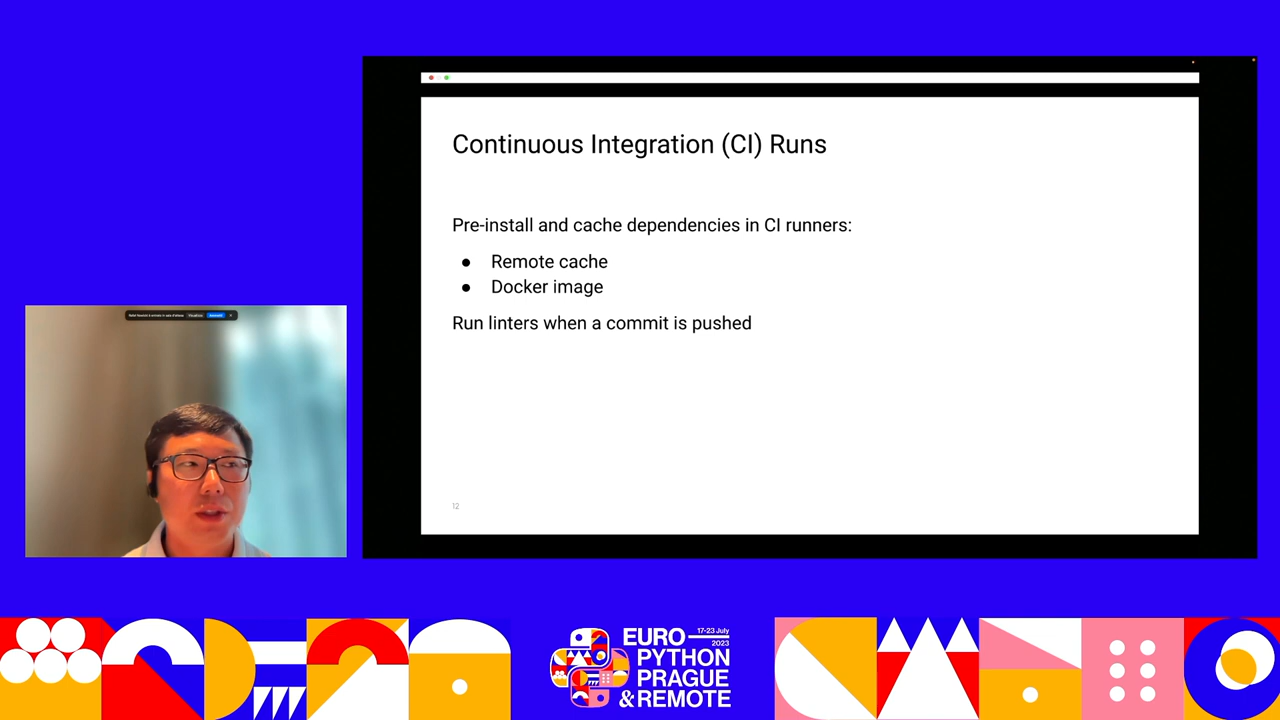 Continuous Integration (CI) Runs
Pre-install and cache dependencies in CI runners:
● Remote cache
● Docker image
Run linters when a commit is pushed
12
EURO
17-23 July
2023
PYTHON
PRAGUE
&REMOTE